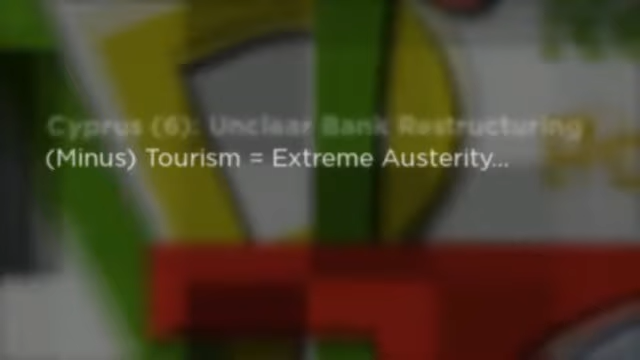 Cyprus (6): Unclear Bank Restructuring
(Minus) Tourism = Extreme Austerity...